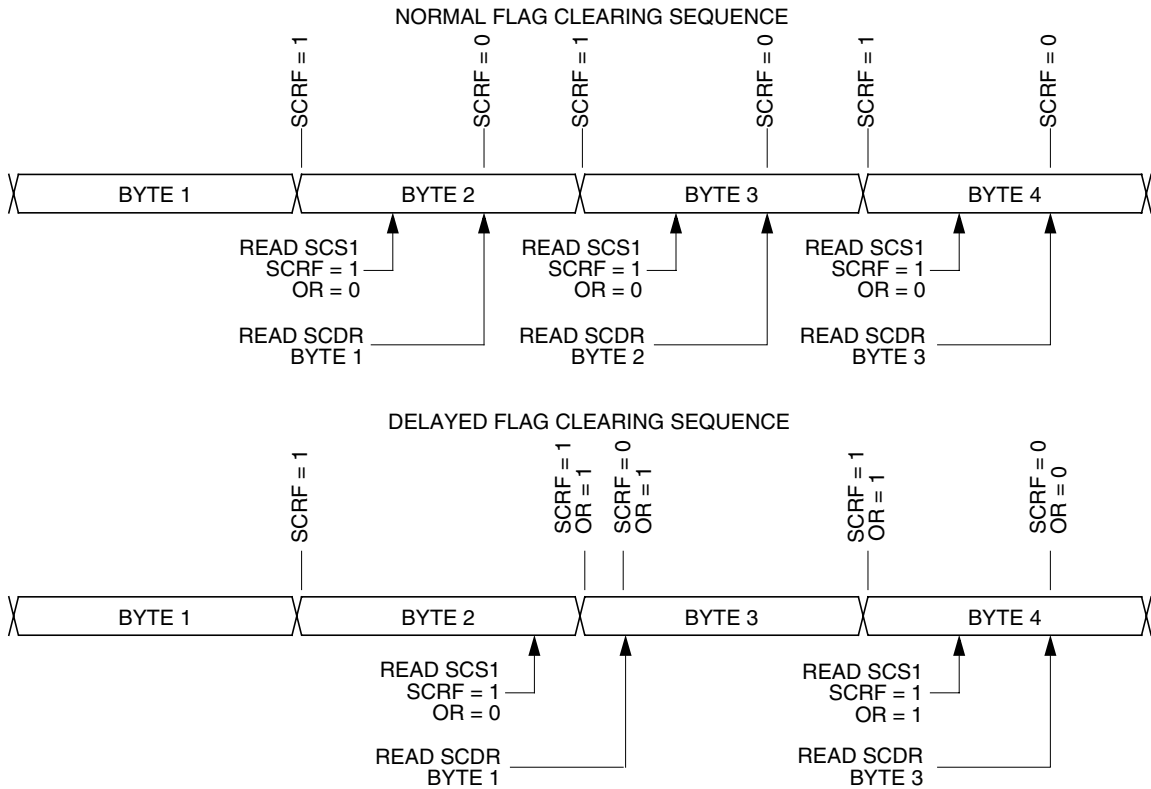 NORMAL FLAG CLEARING SEQUENCE
SCRF = 1
SCRF = 0
SCRF = 1
SCRF = 0
SCRF = 1
SCRF = 0
BYTE 1
BYTE 2
BYTE 3
BYTE 4
READ SCS1
SCRF = 1
OR = 0
READ SCS1
SCRF = 1
OR = 0
READ SCS1
SCRF = 1
OR = 0
READ SCDR
BYTE 1
READ SCDR
BYTE 2
READ SCDR
BYTE 3
DELAYED FLAG CLEARING SEQUENCE
SCRF = 1
SCRF = 1
OR = 1
SCRF = 0
OR = 1
SCRF = 1
OR = 1
SCRF = 0
OR = 0
BYTE 1
BYTE 2
BYTE 3
BYTE 4
READ SCS1
SCRF = 1
OR = 0
READ SCS1
SCRF = 1
OR = 1
READ SCDR
BYTE 1
READ SCDR
BYTE 3